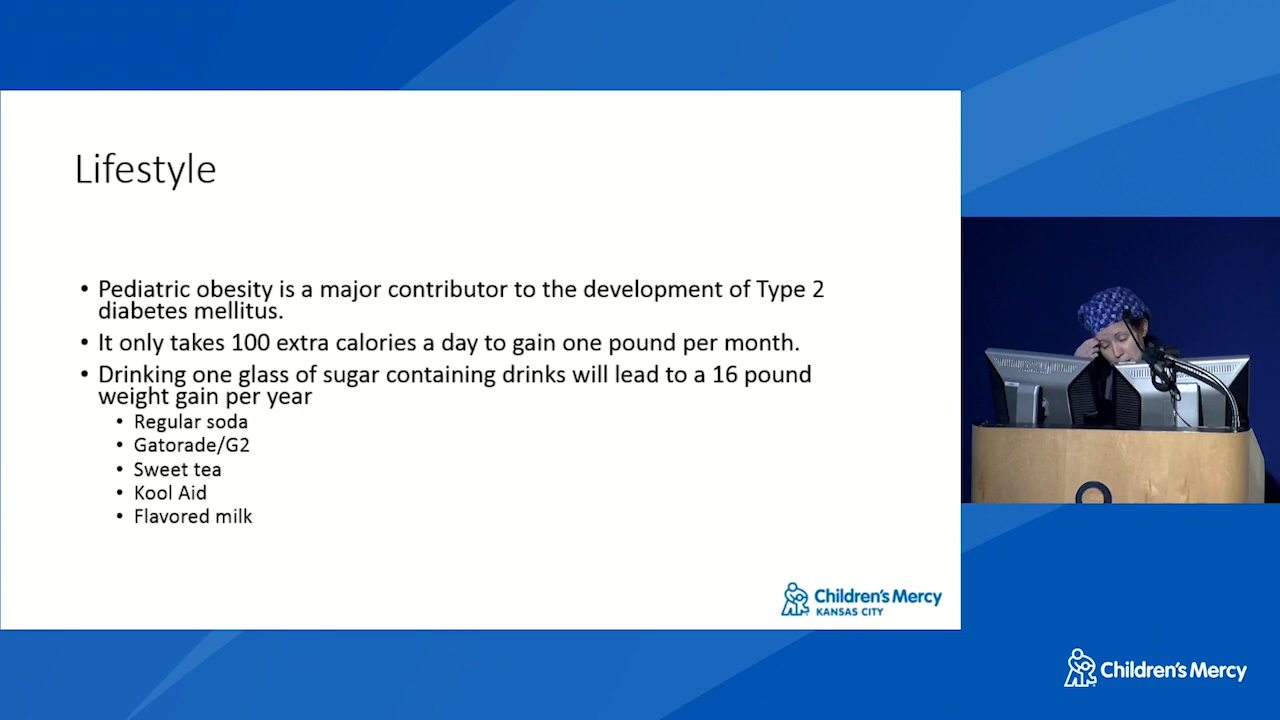 Lifestyle
• Pediatric obesity is a major contributor to the development of Type 2
diabetes mellitus.
• It only takes 100 extra calories a day to gain one pound per month.
• Drinking one glass of sugar containing drinks will lead to a 16 pound
weight gain per year
• Regular soda
• Gatorade/G2
• Sweet tea
• Kool Aid
• Flavored milk
Children's Mercy
KANSAS CITY
Children's Mercy